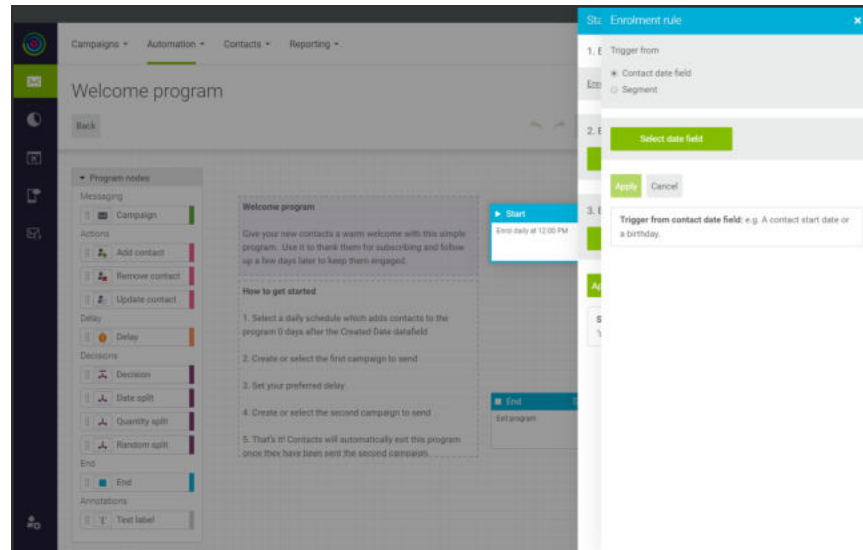 Campaigns
Automation
Contacts
Reporting
Welcome program
Back
Program nodes
Messaging
Campaign
Actions
Add contact
Remove contact
Update contact
Delay
Delay
Decisions
Decision
Date split
Quantity split
Random split
End
End
Annotations
Text label
Welcome program
Give your new contacts a warm welcome with this simple
program. Use it to thank them for subscribing and follow
up a few days later to keep them engaged.
How to get started
1. Select a daily schedule which adds contacts to the
program 0 days after the Created Date datafield
2. Create or select the first campaign to send
3. Set your preferred delay
4. Create or select the second campaign to send
5. That's it! Contacts will automatically exit this program
once they have been sent the second campaign.
Start
Enrol daily at 12:00 PM
End
Exit program
Sta
1. E
Enr
2. E
3. E
Ap
S
Enrolment rule
Trigger from
Contact date field
Segment
Select date field
Apply
Cancel
Trigger from contact date field: e.g. A contact start date or
a birthday.